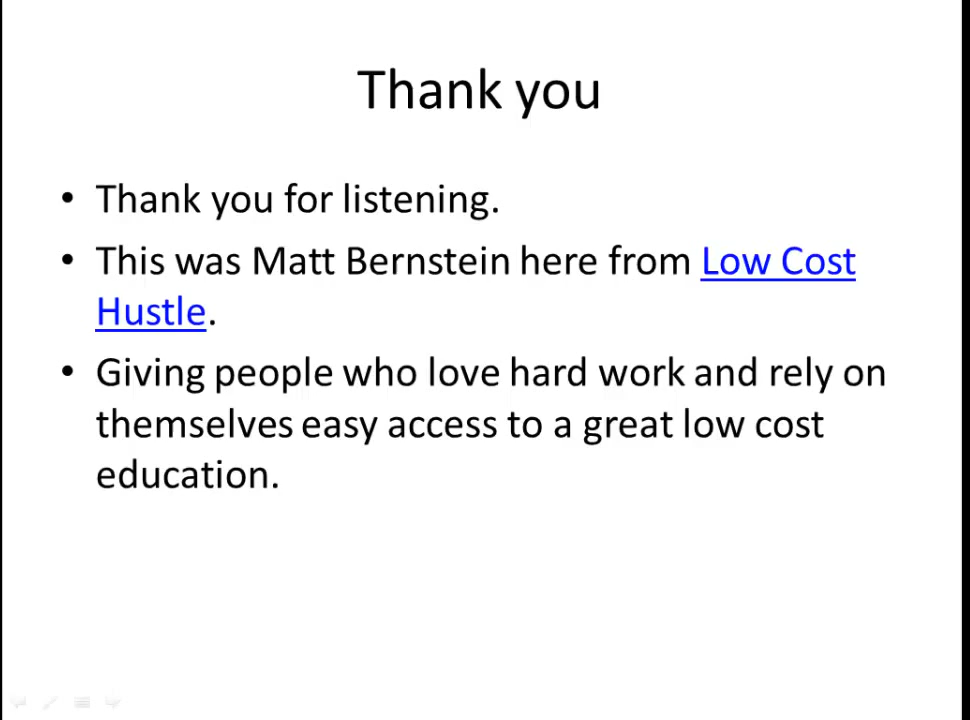 Thank you
• Thank you for listening.
• This was Matt Bernstein here from Low Cost
Hustle.
• Giving people who love hard work and rely on
themselves easy access to a great low cost
education.